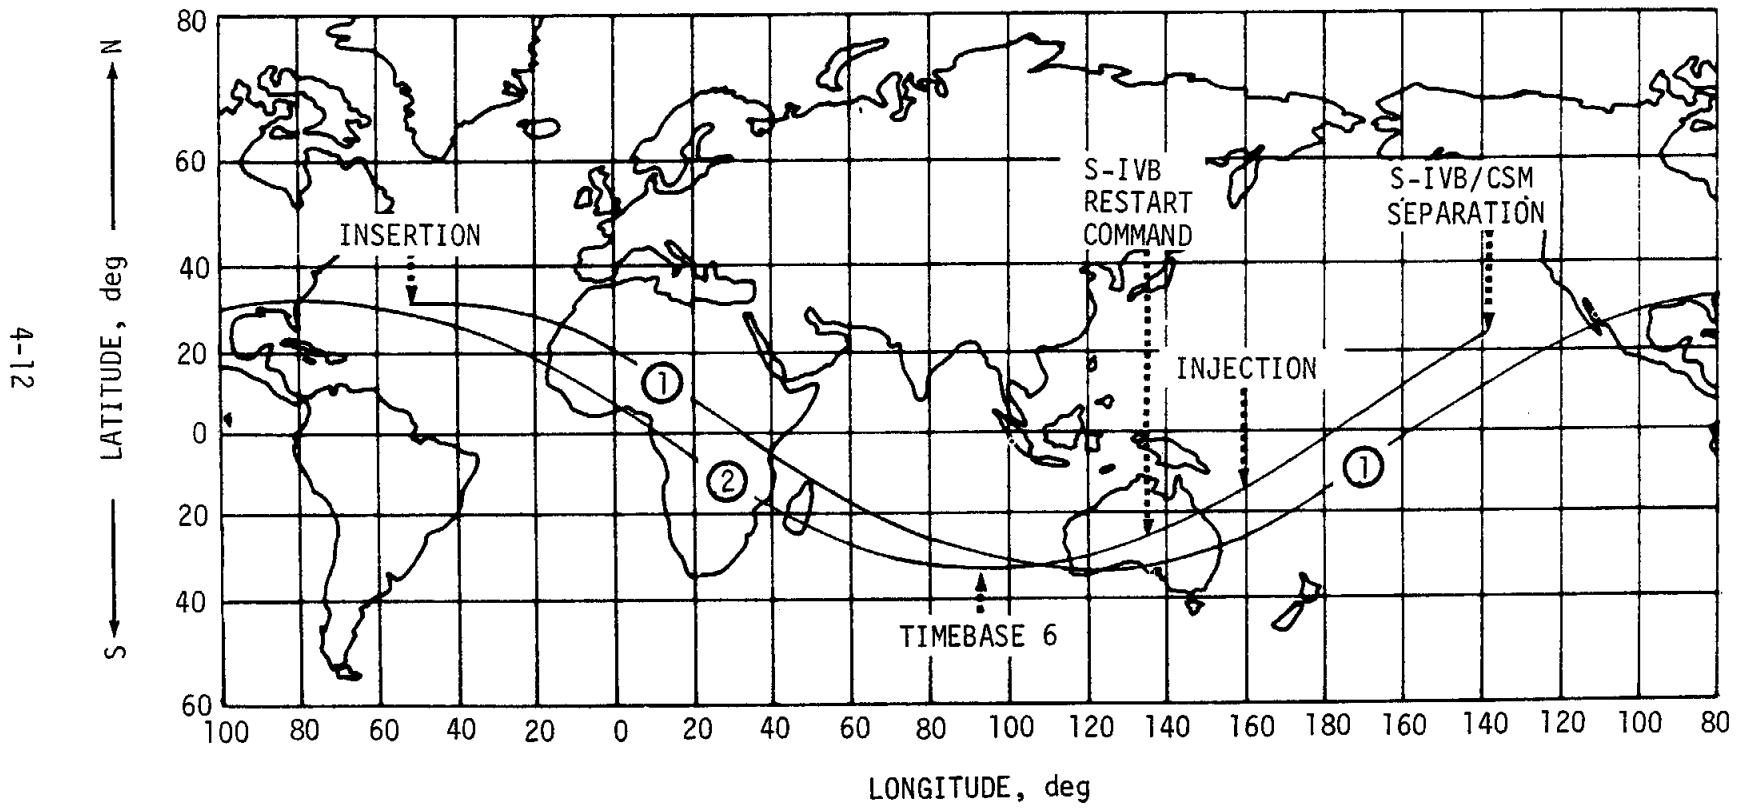 80
60
40
20
0
20
40
60
N
LATITUDE, deg
S
4-12
INSERTION
S-IVB
RESTART
COMMAND
S-IVB/CSM
SEPARATION
INJECTION
1
2
1
TIMEBASE 6
100 80 60 40 20 0 20 40 60 80 100 120 140 160 180 160 140 120 100 80
LONGITUDE, deg